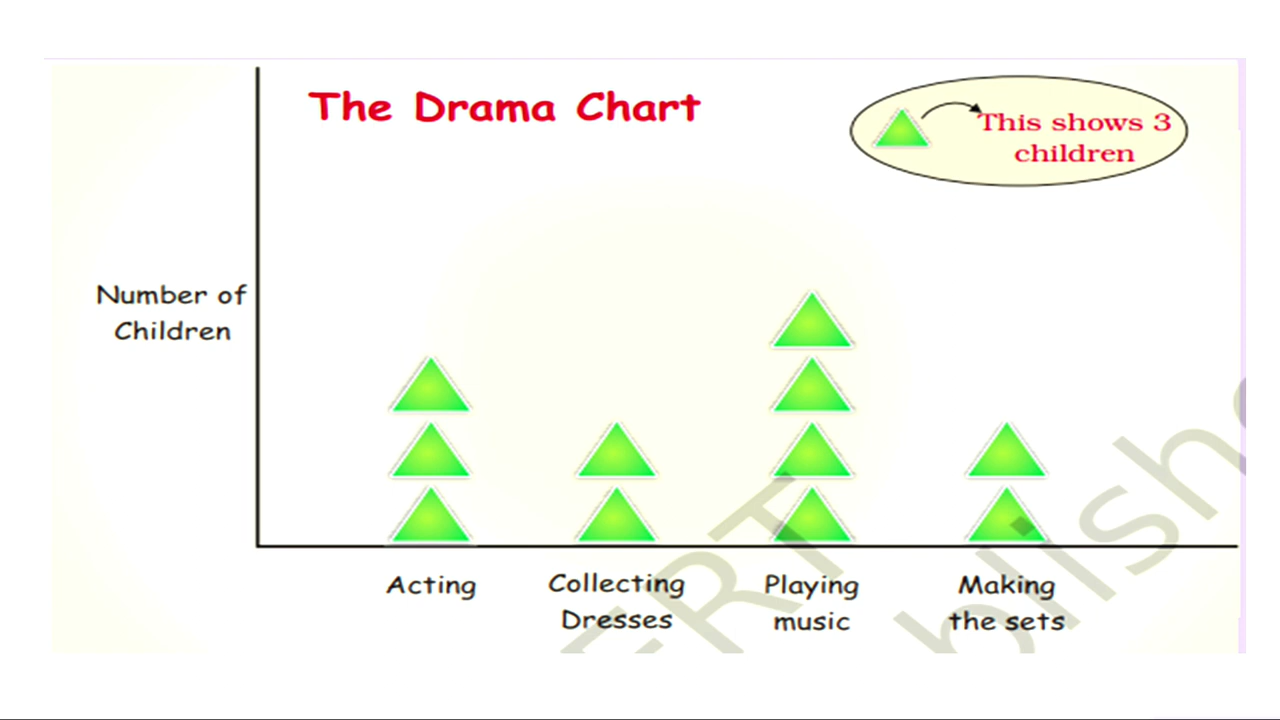 The Drama Chart
This shows 3
children
Number of
Children
Acting
Collecting
Dresses
Playing
music
Making
the sets